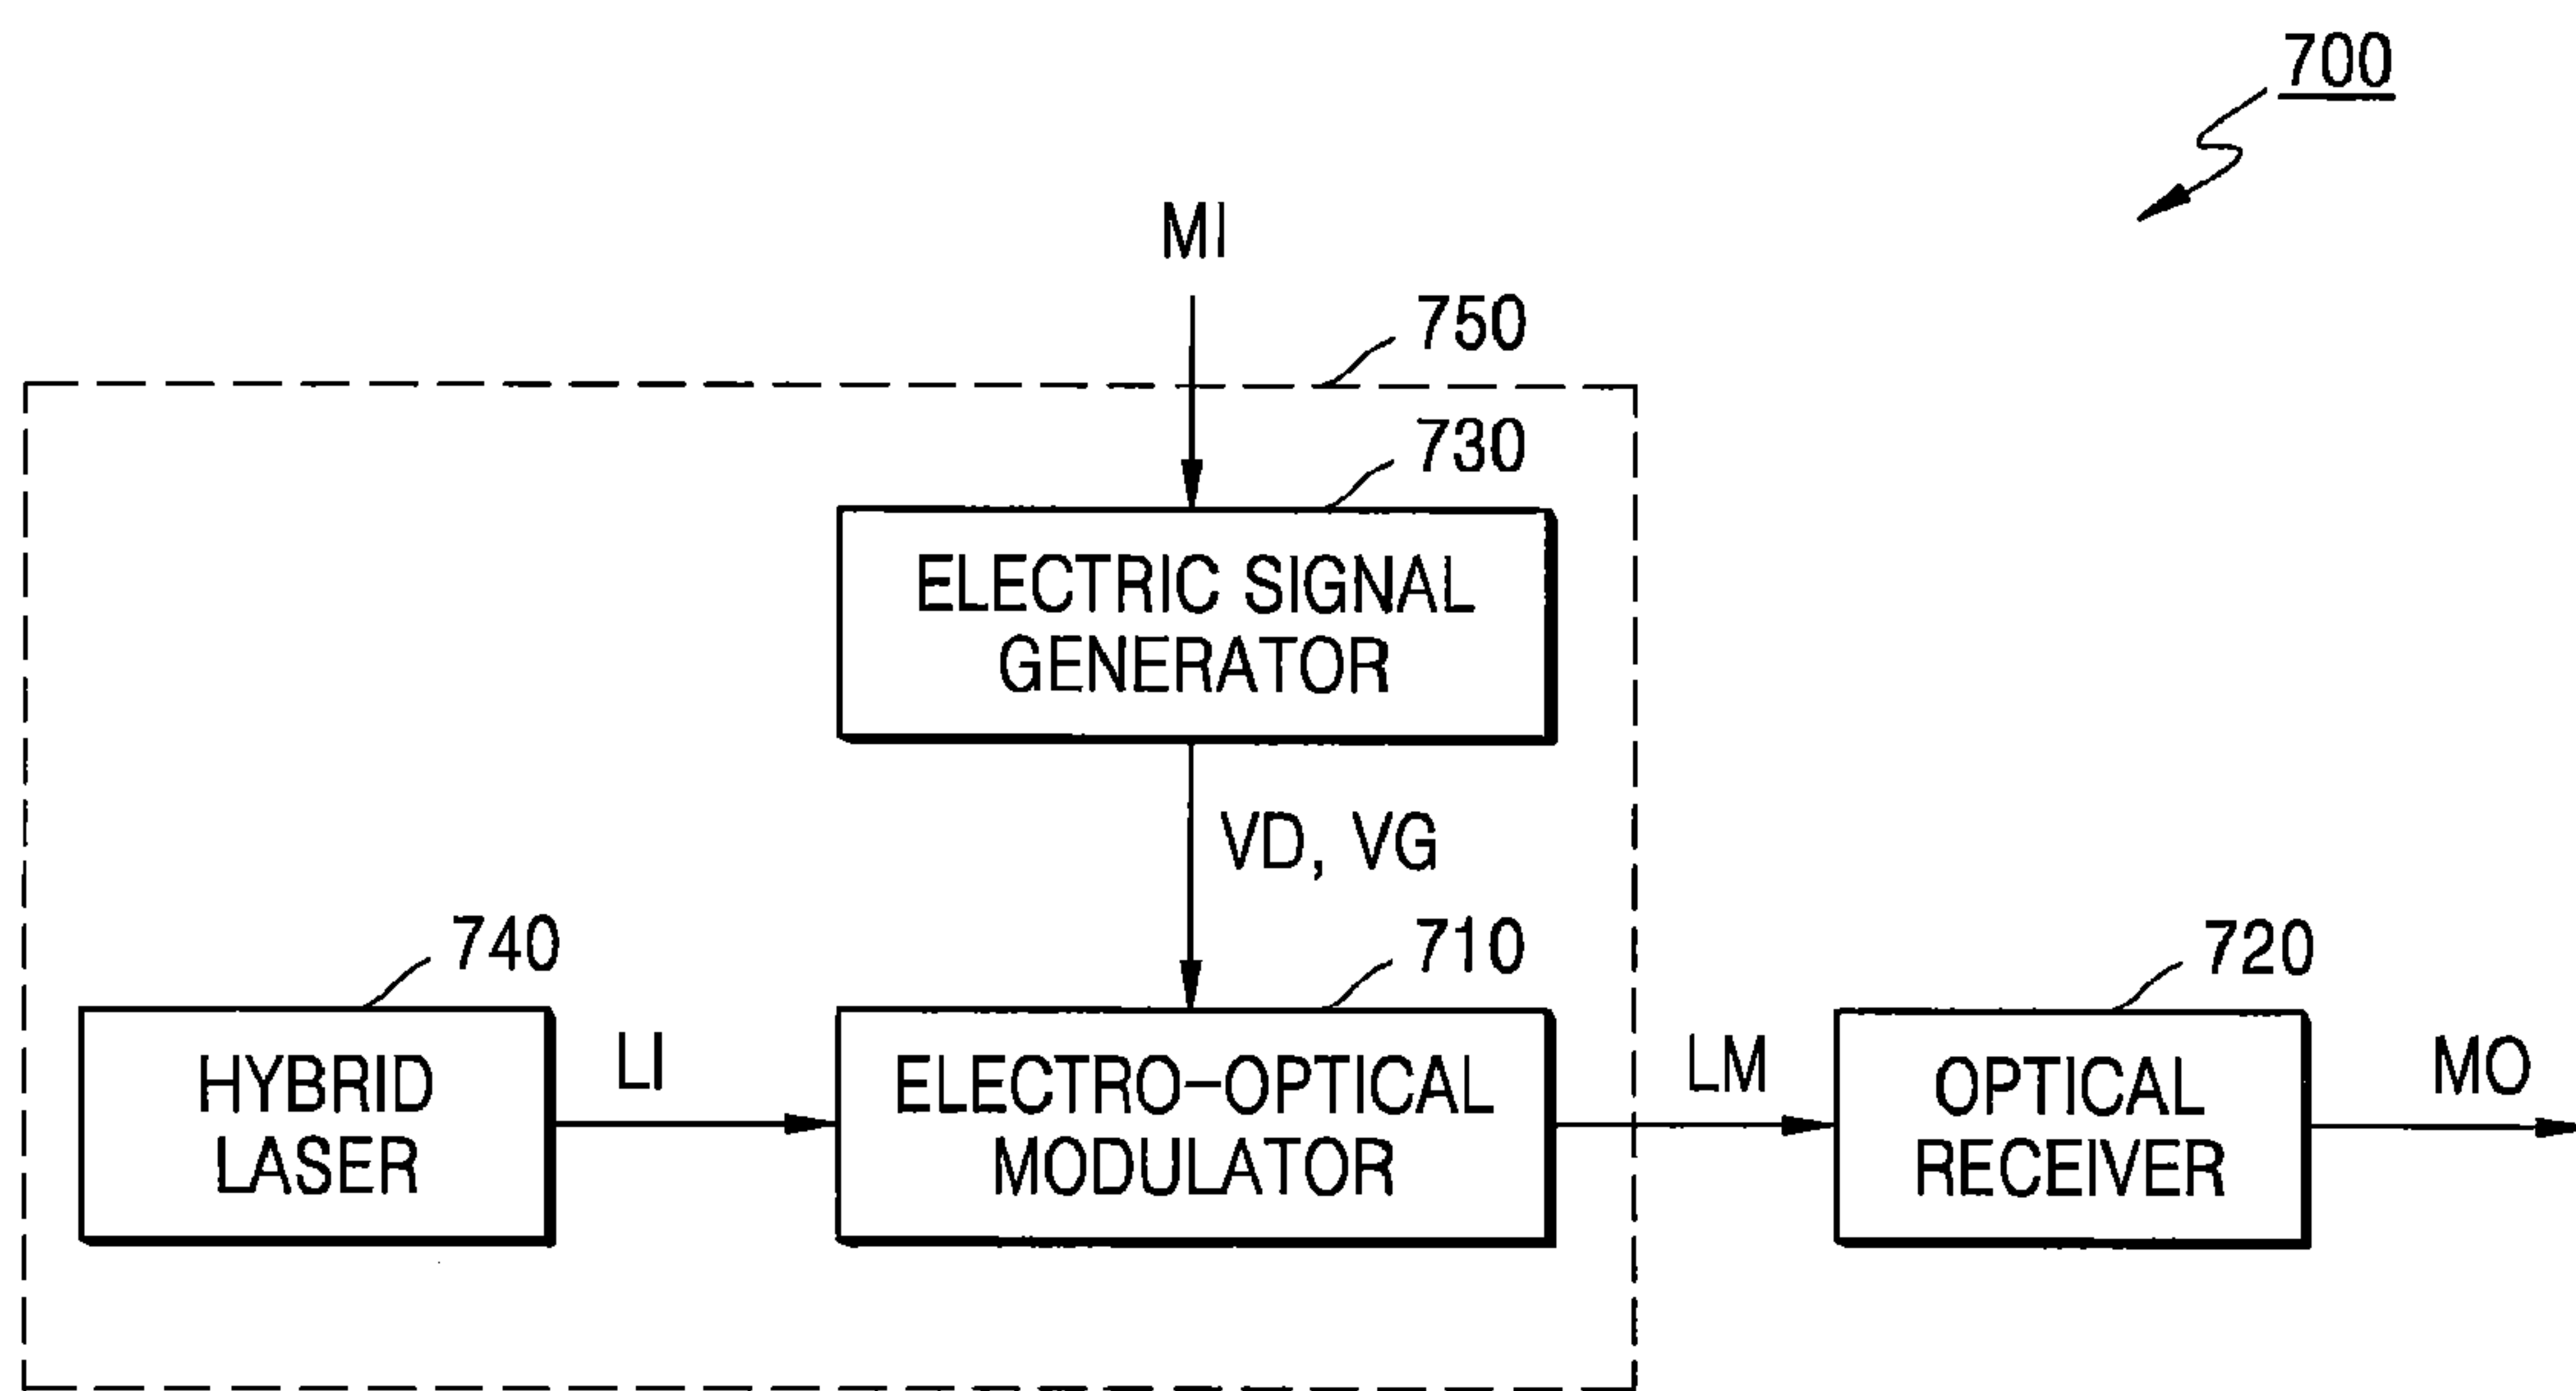 700
MI
750
730
ELECTRIC SIGNAL
GENERATOR
VD, VG
740
710
720
HYBRID
LASER
LI
ELECTRO-OPTICAL
MODULATOR
LM
OPTICAL
RECEIVER
MO